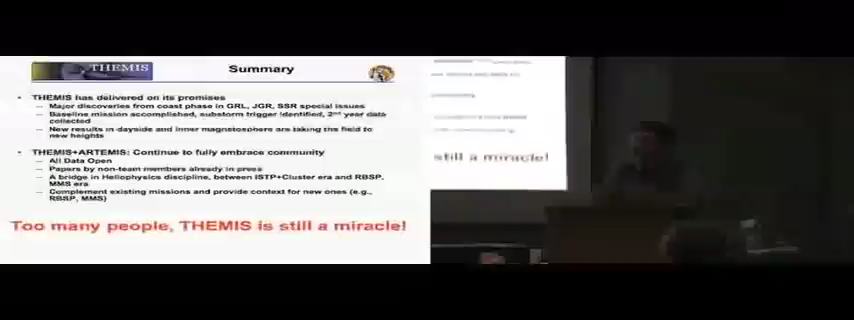 THEMIS
Summary
• THEMIS has delivered on its promises
– Major discoveries from coast phase in GRL, JGR, SSR special issues
– Baseline mission accomplished, substorm trigger identified, 2nd year data
collected
– New results in dayside and inner magnetosphere are taking the field to
new heights
• THEMIS+ARTEMIS: Continue to fully embrace community
– All Data Open
– Papers by non-team members already in press
– A bridge in Heliophysics discipline, between ISTP+Cluster era and RBSP,
MMS era
– Complement existing missions and provide context for new ones (e.g.,
RBSP, MMS)
Too many people, THEMIS is still a miracle!
still a miracle!